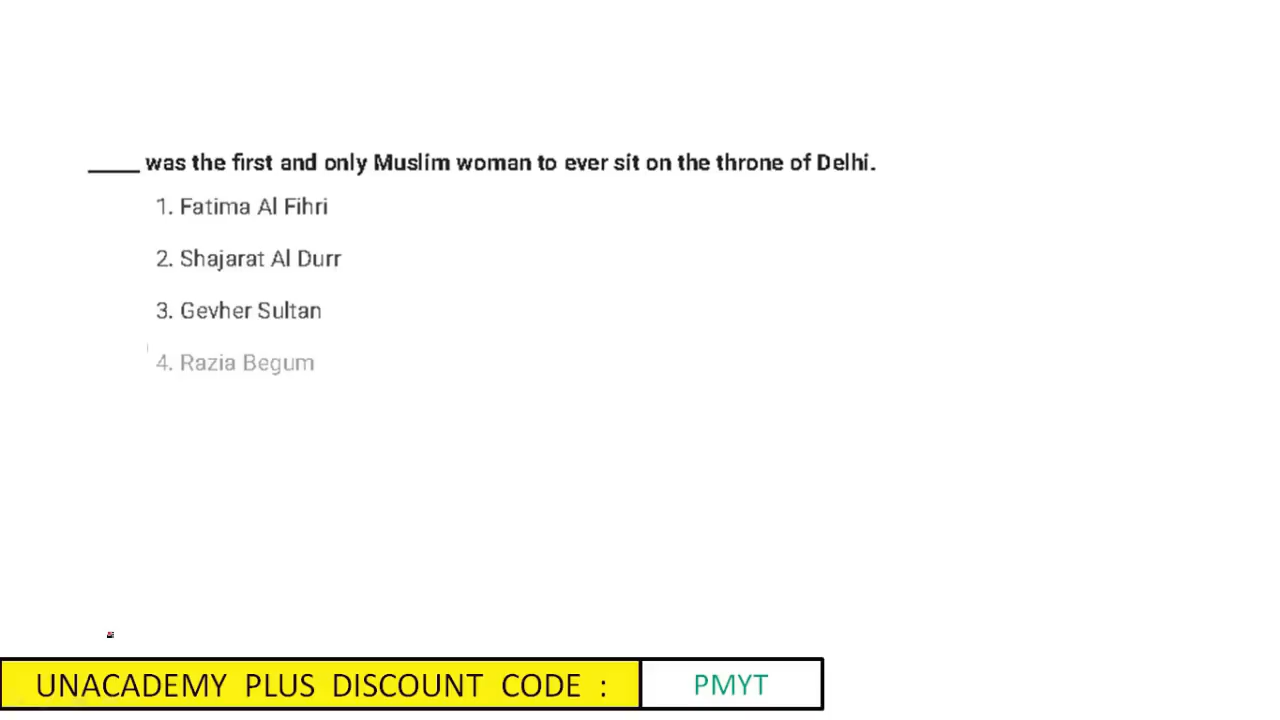 ____ was the first and only Muslim woman to ever sit on the throne of Delhi.
1. Fatima Al Fihri
2. Shajarat Al Durr
3. Gevher Sultan
4. Razia Begum
UNACADEMY PLUS DISCOUNT CODE : PMYT